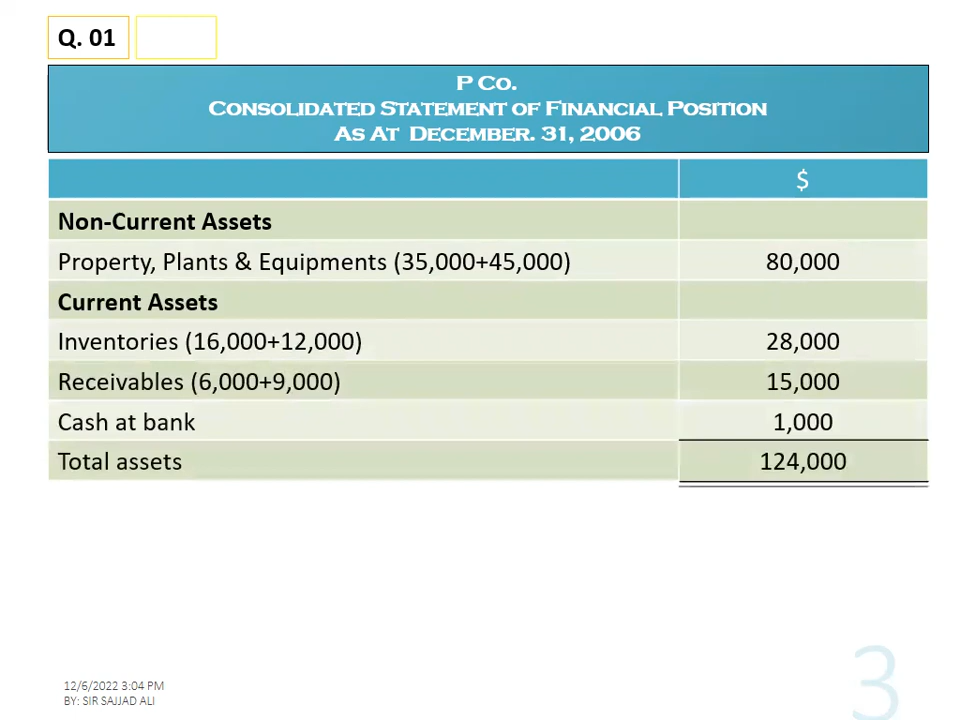 Q. 01
P Co.
Consolidated Statement of Financial Position
As At December. 31, 2006
$
Non-Current Assets
Property, Plants & Equipments (35,000+45,000) 80,000
Current Assets
Inventories (16,000+12,000) 28,000
Receivables (6,000+9,000) 15,000
Cash at bank 1,000
Total assets 124,000
12/6/2022 3:04 PM
BY: SIR SAJJAD ALI
3